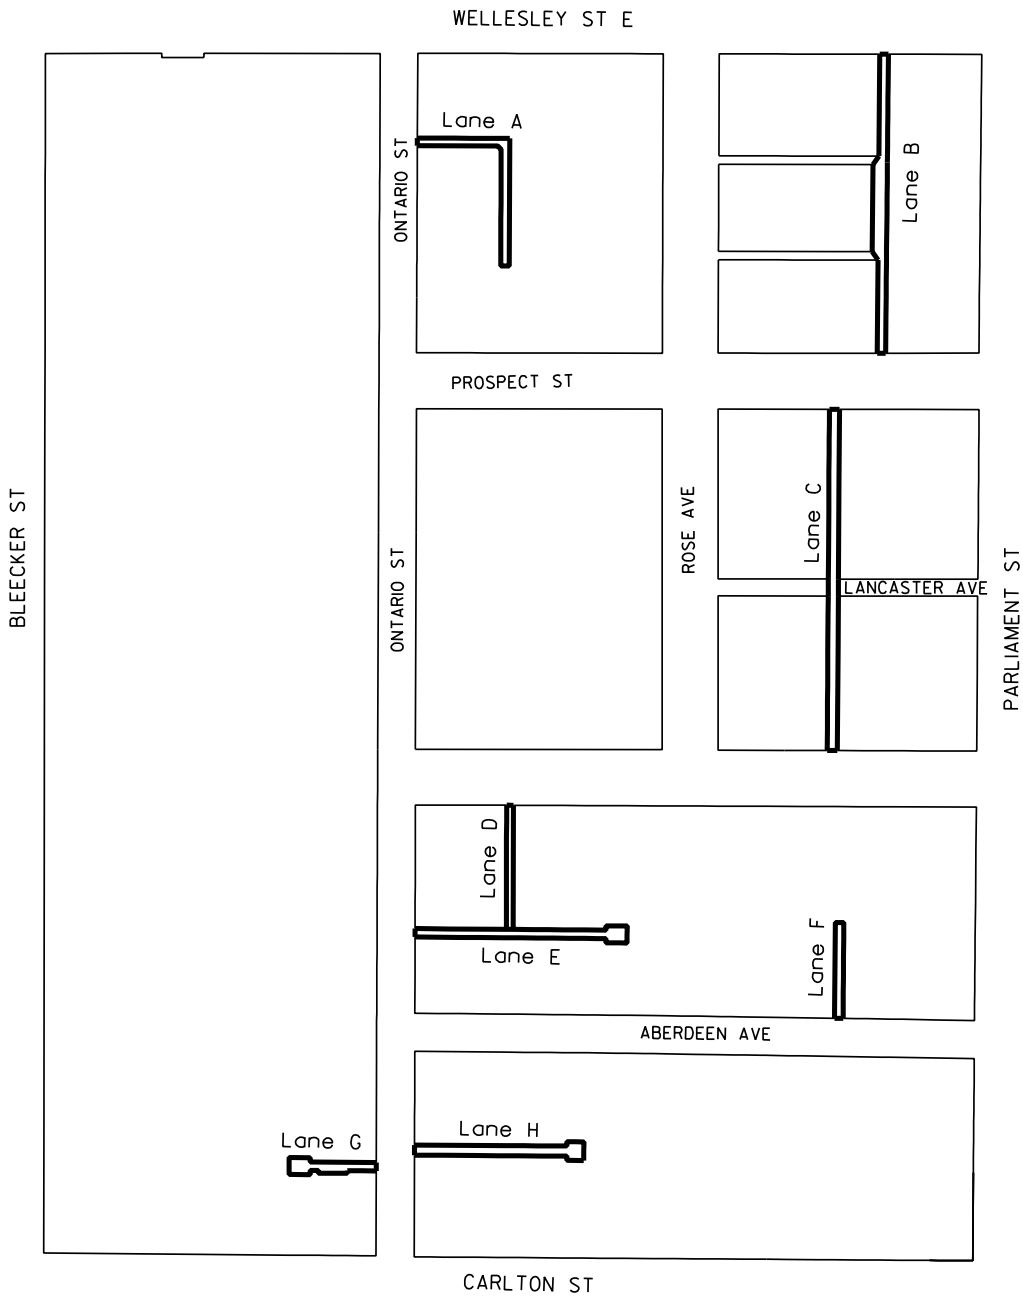 WELLESLEY ST E
Lane A
ONTARIO ST
Lane B
PROSPECT ST
BLEECKER ST
ONTARIO ST
ROSE AVE
Lane C
LANCASTER AVE
PARLIAMENT ST
Lane D
Lane E
Lane F
ABERDEEN AVE
Lane G
Lane H
CARLTON ST